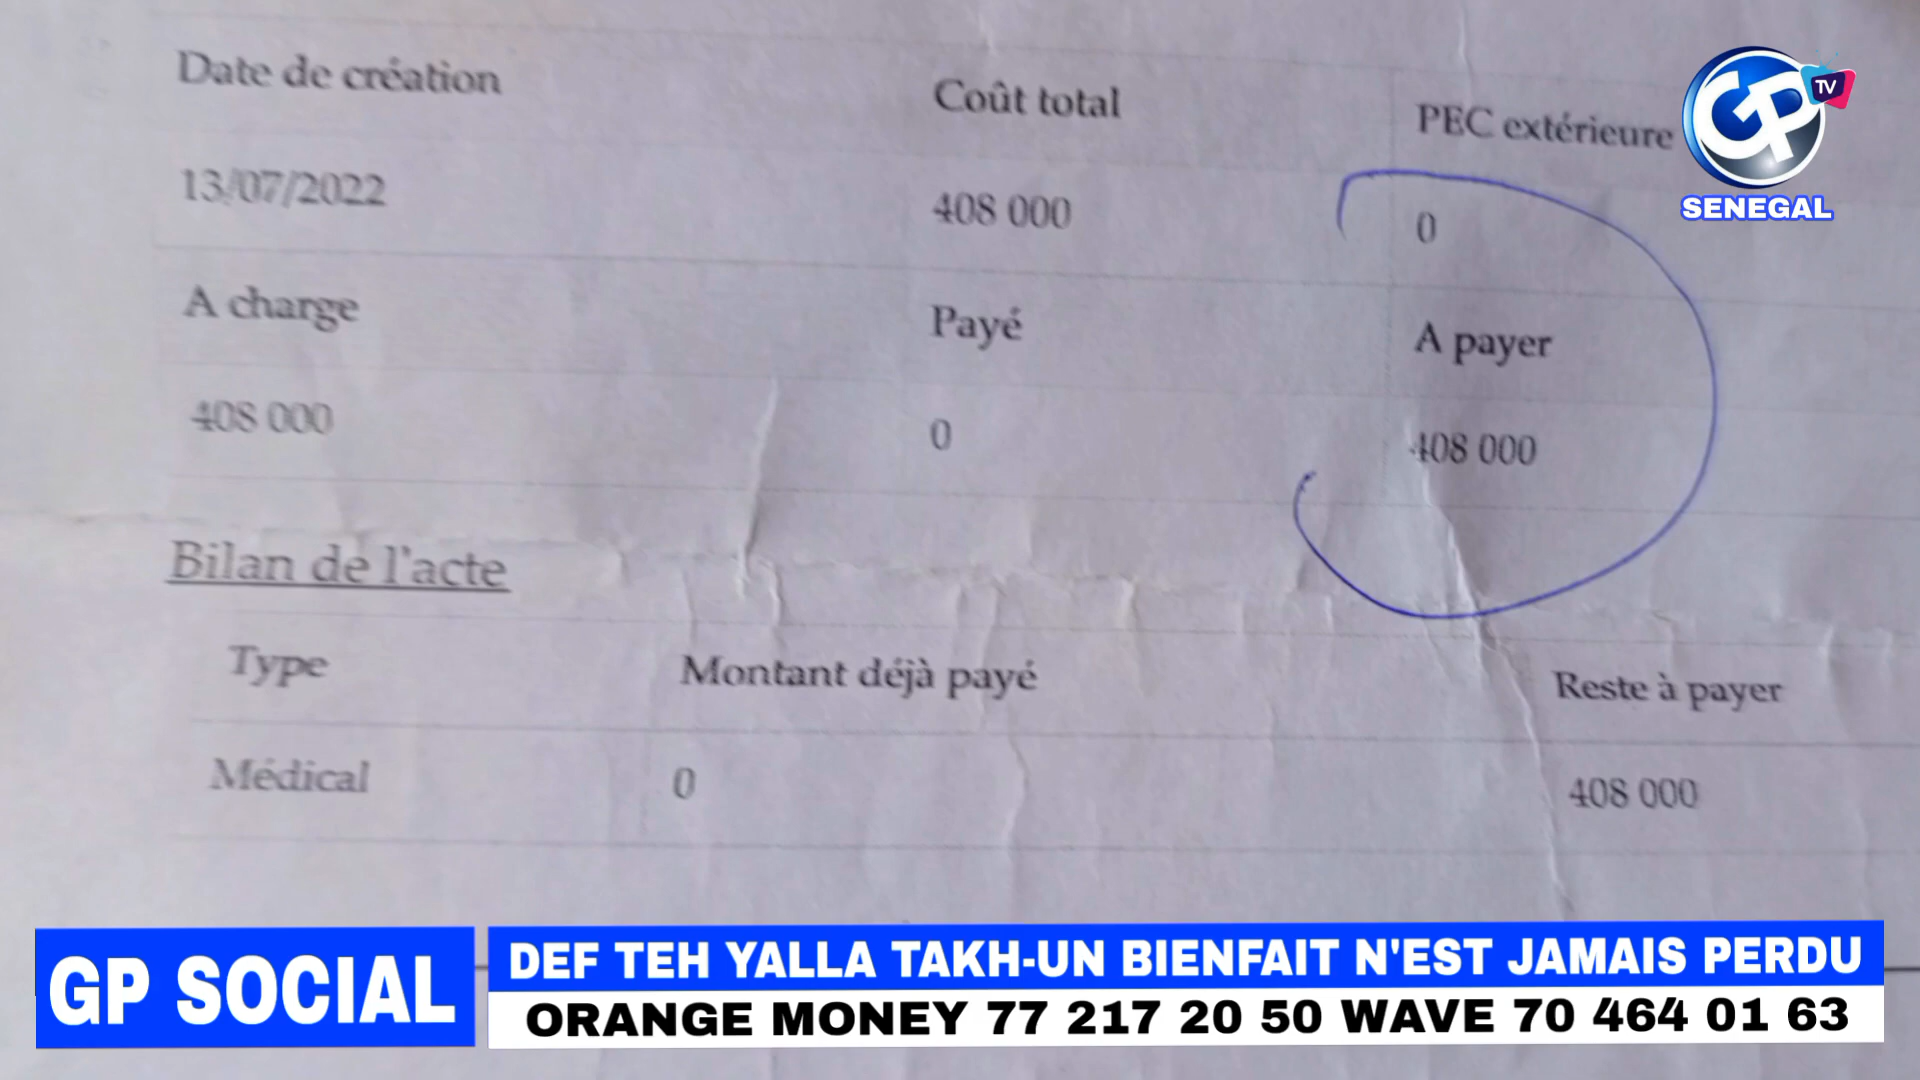 Date de création Coût total PEC extérieure
13/07/2022 408 000 0
A charge Payé A payer
408 000 0 408 000
Bilan de l'acte
Type Montant déjà payé Reste à payer
Médical 0 408 000
GP TV
SENEGAL
GP SOCIAL
DEF TEH YALLA TAKH-UN BIENFAIT N'EST JAMAIS PERDU
ORANGE MONEY 77 217 20 50 WAVE 70 464 01 63